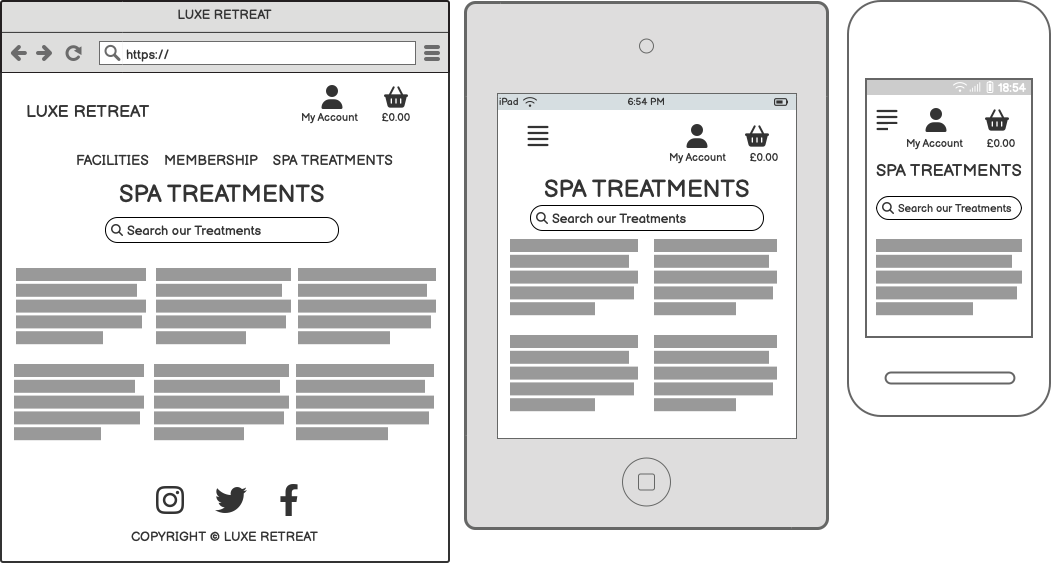 LUXE RETREAT
https://
LUXE RETREAT
My Account £0.00
FACILITIES MEMBERSHIP SPA TREATMENTS
SPA TREATMENTS
Search our Treatments
COPYRIGHT © LUXE RETREAT
iPad 6:54 PM
My Account £0.00
SPA TREATMENTS
Search our Treatments
18:54
My Account £0.00
SPA TREATMENTS
Search our Treatments